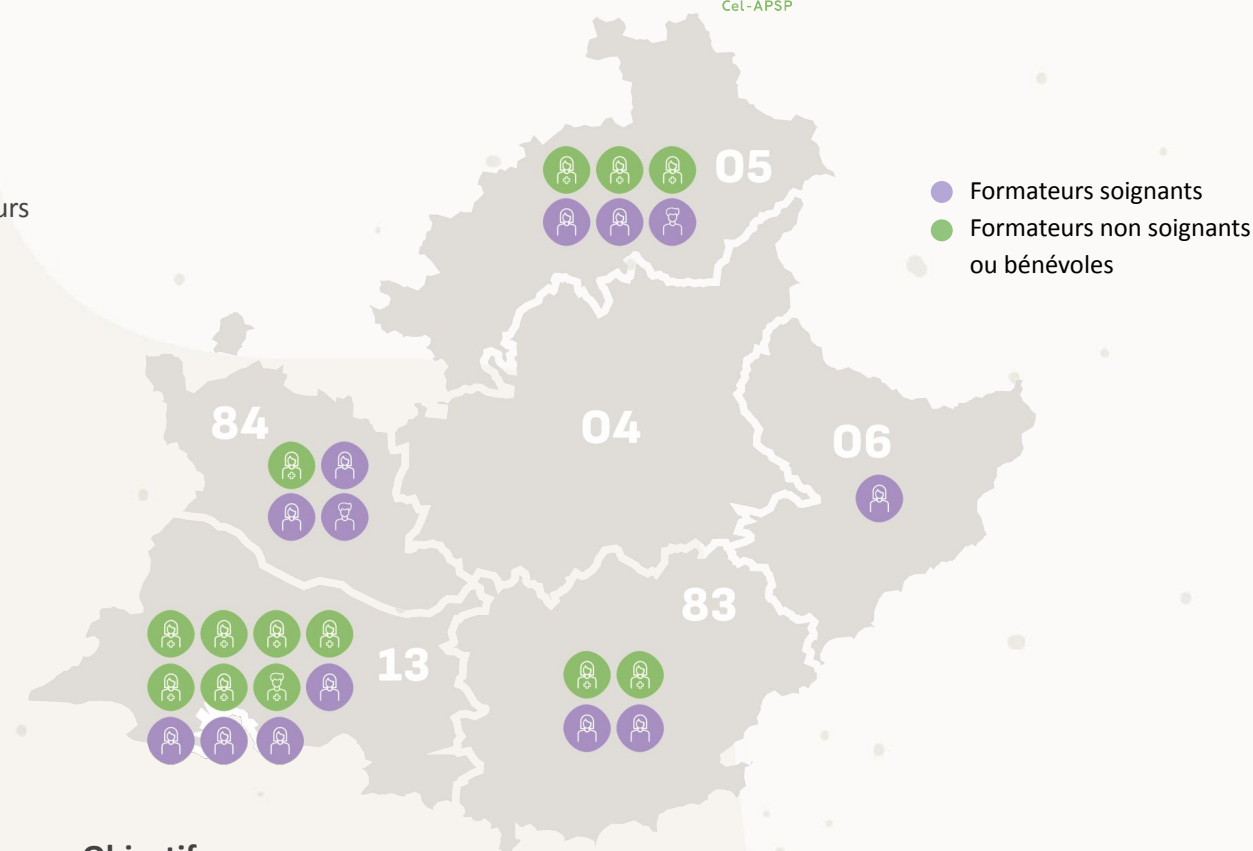 Cel-APSP
05
urs
Formateurs soignants
Formateurs non soignants
ou bénévoles
84
04
06
83
13
Objectif